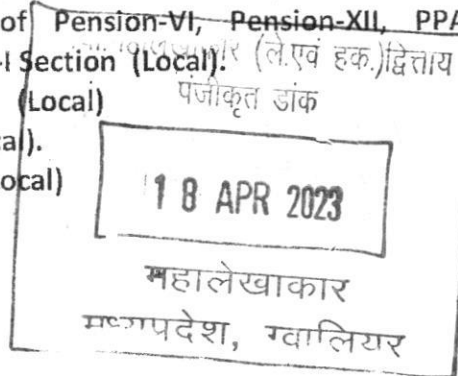 of Pension-VI, Pension-XII, PPA
-I Section (Local).
(ले.एवं हक.)द्वितीय
(Local)
पंजीकृत डांक
cal).
ocal)
18 APR 2023
महालेखाकार
मध्यप्रदेश, ग्वालियर